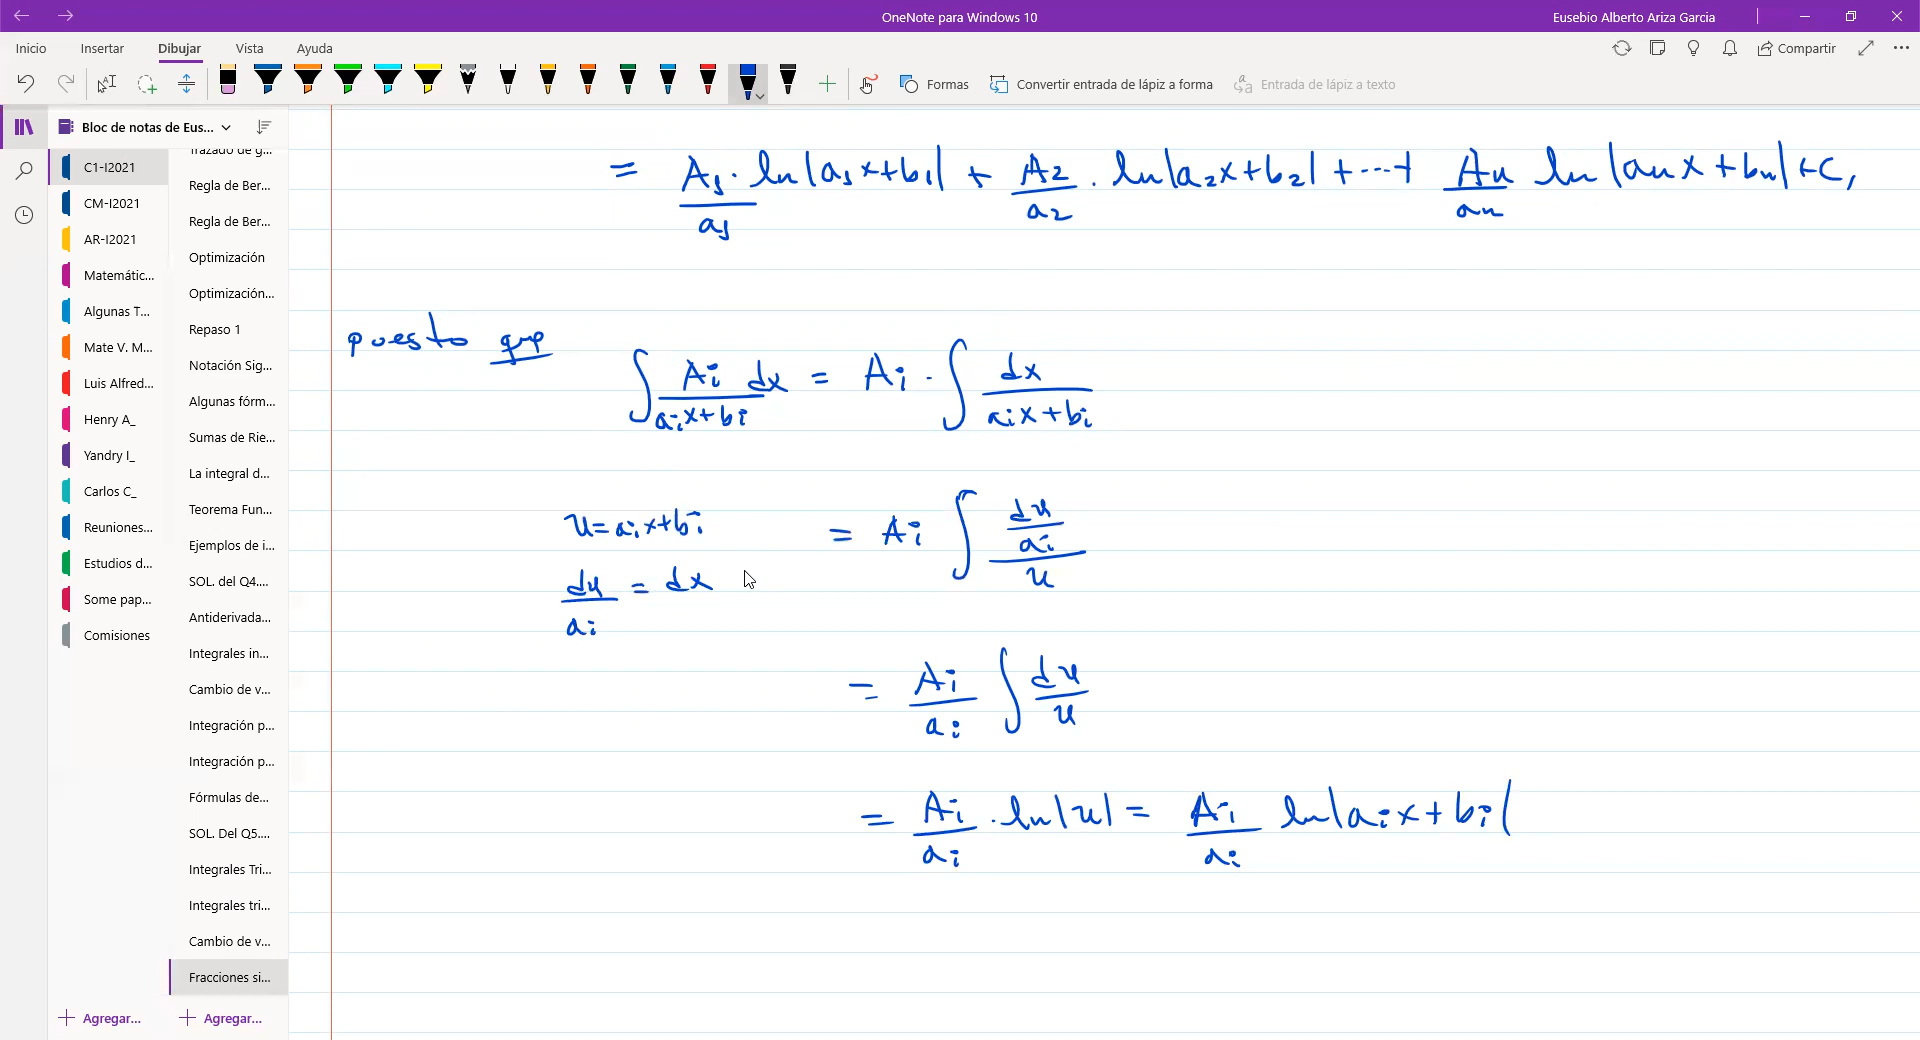 OneNote para Windows 10
Eusebio Alberto Ariza Garcia
Inicio Insertar Dibujar Vista Ayuda
Compartir
Formas Convertir entrada de lápiz a forma Entrada de lápiz a texto
Bloc de notas de Eus...
C1-I2021
CM-I2021
AR-I2021
Matemátic...
Algunas T...
Mate V. M...
Luis Alfred...
Henry A_
Yandry I_
Carlos C_
Reuniones...
Estudios d...
Some pap...
Comisiones
Agregar...
Trazado de g...
Regla de Ber...
Regla de Ber...
Optimización
Optimización...
Repaso 1
Notación Sig...
Algunas fórm...
Sumas de Rie...
La integral d...
Teorema Fun...
Ejemplos de i...
SOL. del Q4....
Antiderivada...
Integrales in...
Cambio de v...
Integración p...
Integración p...
Fórmulas de...
SOL. Del Q5....
Integrales Tri...
Integrales tri...
Cambio de v...
Fracciones si...
Agregar...
= A₁/a₁ · ln|a₁x+b₁| + A₂/a₂ · ln|a₂x+b₂| + ... + Aₙ/aₙ ln|aₙx+bₙ| + C,
puesto que
∫ Aᵢ dx/(aᵢx+bᵢ) = Aᵢ · ∫ dx/(aᵢx+bᵢ)
u=aᵢx+bᵢ
du/aᵢ = dx
= Aᵢ ∫ (du/aᵢ)/u
= Aᵢ/aᵢ ∫ du/u
= Aᵢ/aᵢ · ln|u| = Aᵢ/aᵢ ln|aᵢx+bᵢ|